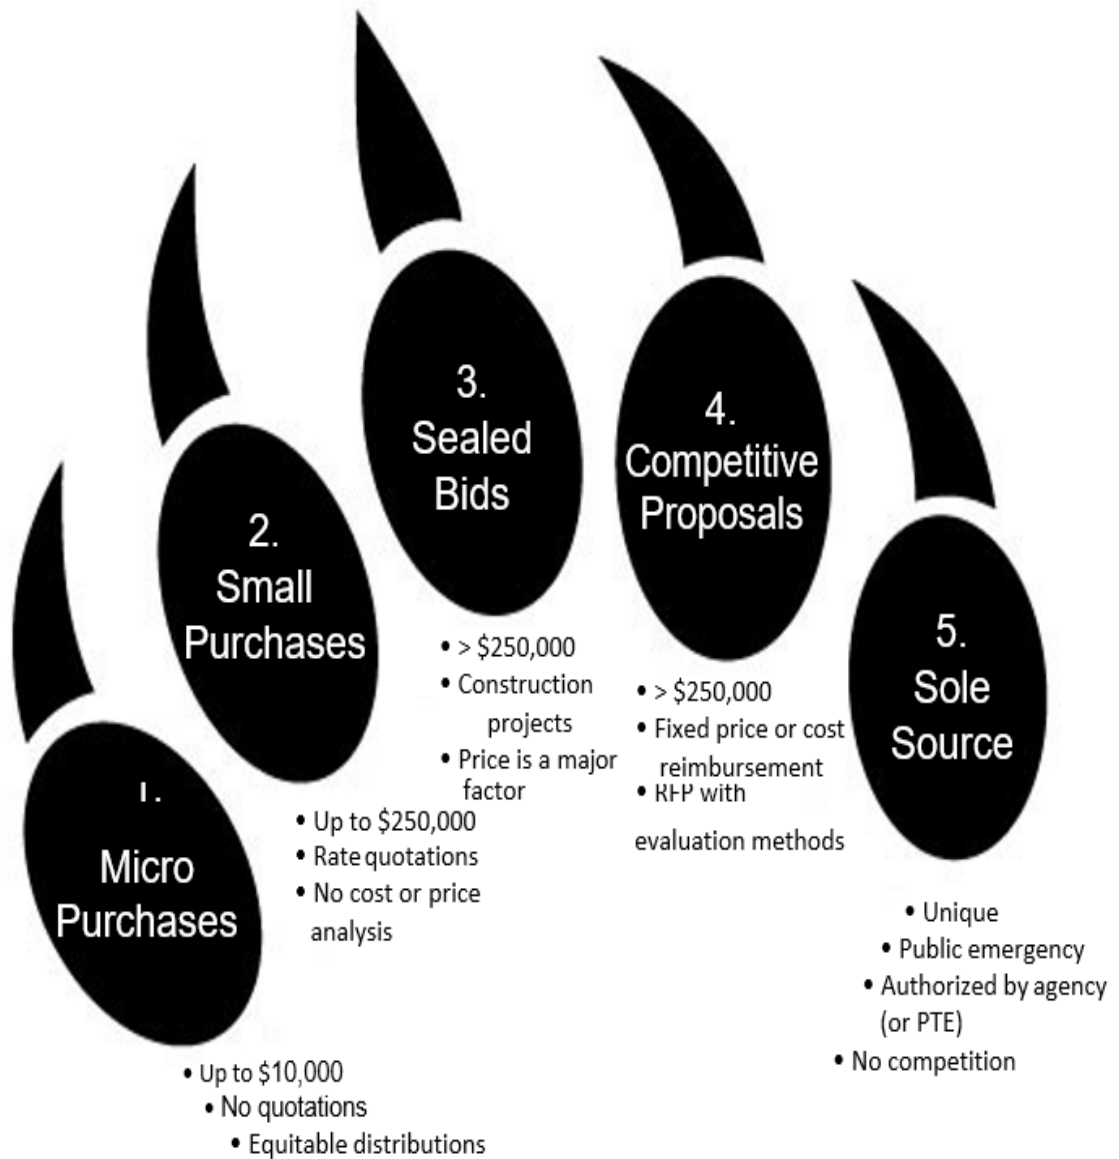 1.
Micro
Purchases
• Up to $10,000
• No quotations
• Equitable distributions
2.
Small
Purchases
• Up to $250,000
• Rate quotations
• No cost or price
analysis
3.
Sealed
Bids
• > $250,000
• Construction
projects
• Price is a major
factor
4.
Competitive
Proposals
• > $250,000
• Fixed price or cost
reimbursement
• RFP with
evaluation methods
5.
Sole
Source
• Unique
• Public emergency
• Authorized by agency
(or PTE)
• No competition